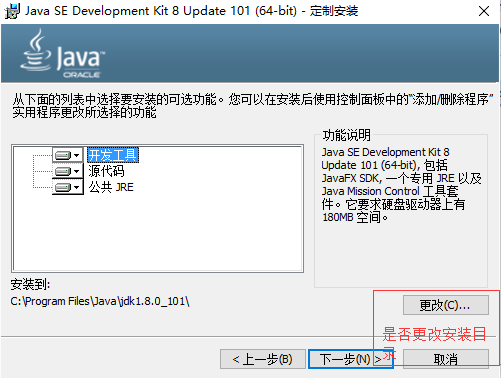 Java SE Development Kit 8 Update 101 (64-bit) - 定制安装
Java
ORACLE
从下面的列表中选择要安装的可选功能。您可以在安装后使用控制面板中的“添加/删除程序”
实用程序更改所选择的功能
开发工具
源代码
公共 JRE
功能说明
Java SE Development Kit 8
Update 101 (64-bit), 包括
JavaFX SDK, 一个专用 JRE 以及
Java Mission Control 工具套
件。它要求硬盘驱动器上有
180MB 空间。
安装到:
C:\Program Files\Java\jdk1.8.0_101\
更改(C)...
是否更改安装目
录
< 上一步(B)
下一步(N) >
取消